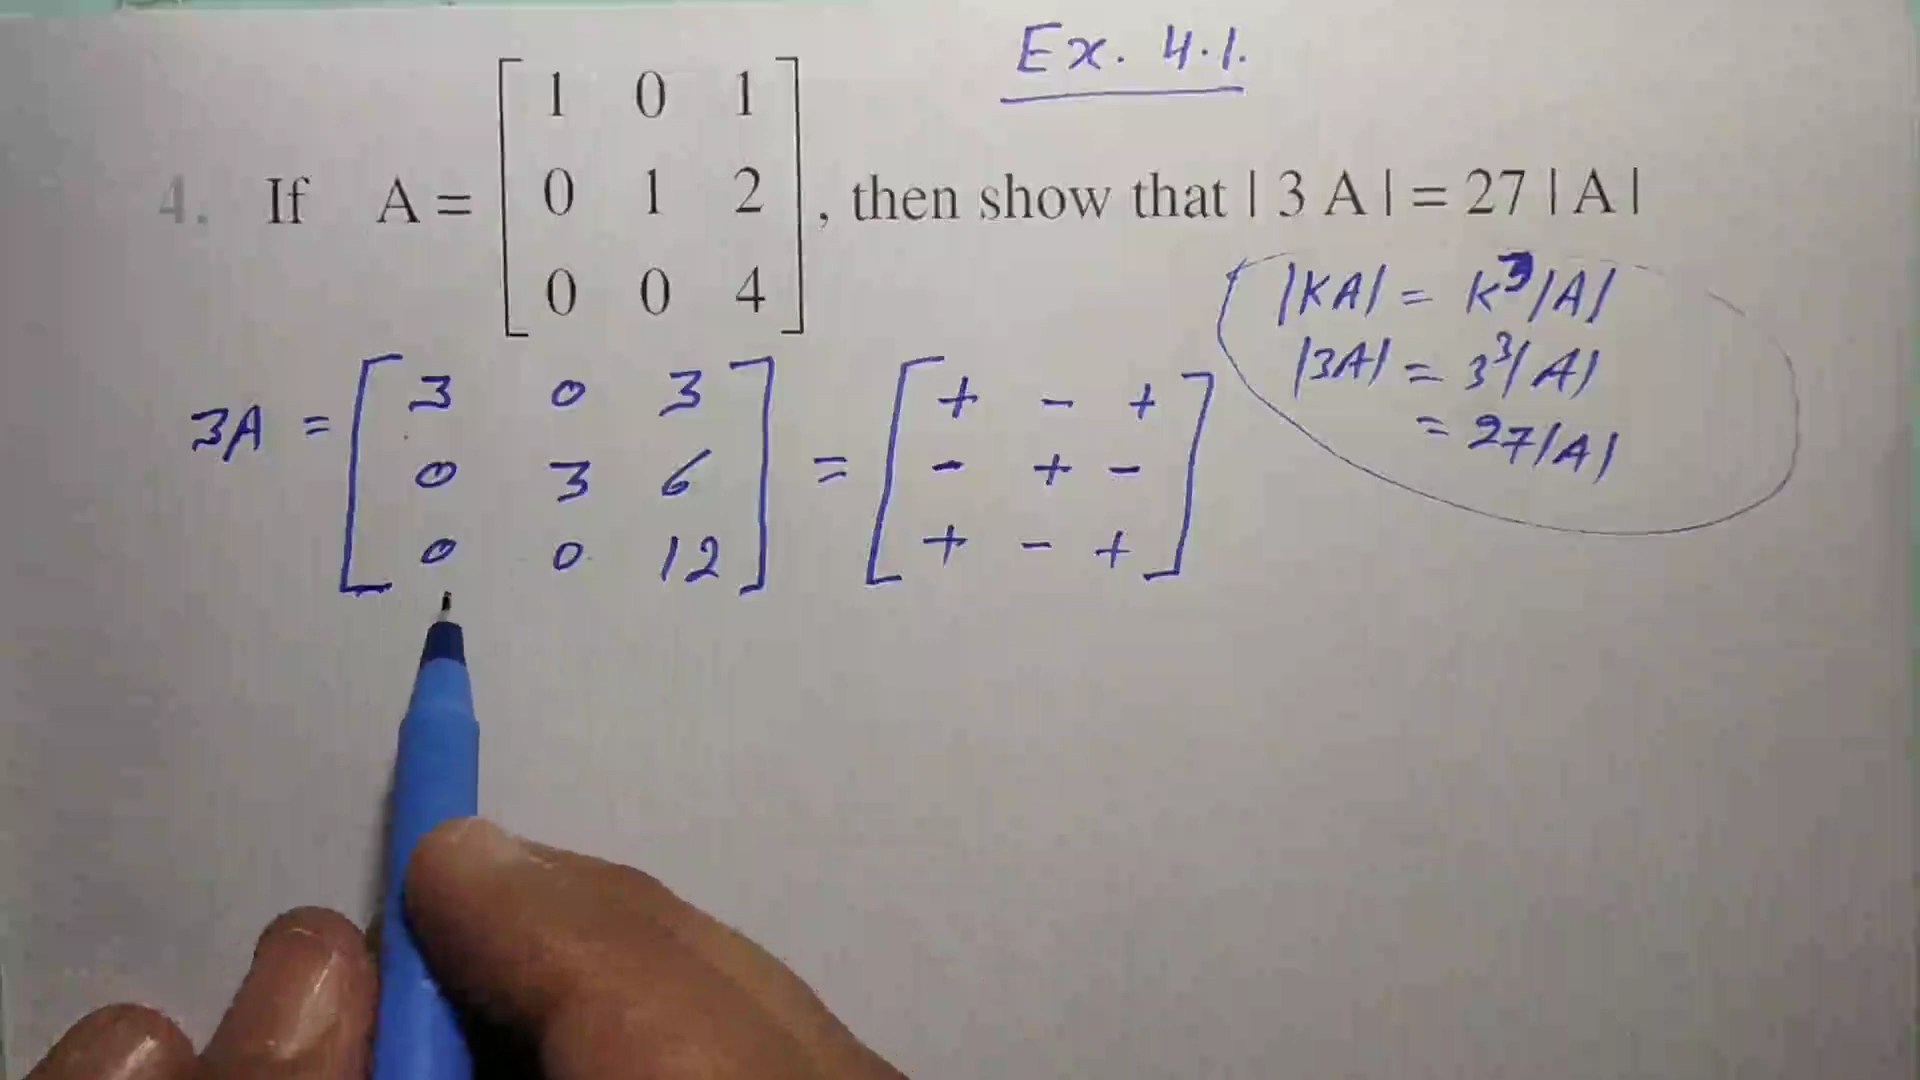 Ex. 4.1.
4. If A = [ 1 0 1
0 1 2
0 0 4 ] , then show that | 3 A | = 27 | A |
|KA| = K³|A|
|3A| = 3³|A|
= 27|A|
3A = [ 3 0 3
0 3 6
0 0 12 ] = [ + - +
- + -
+ - + ]